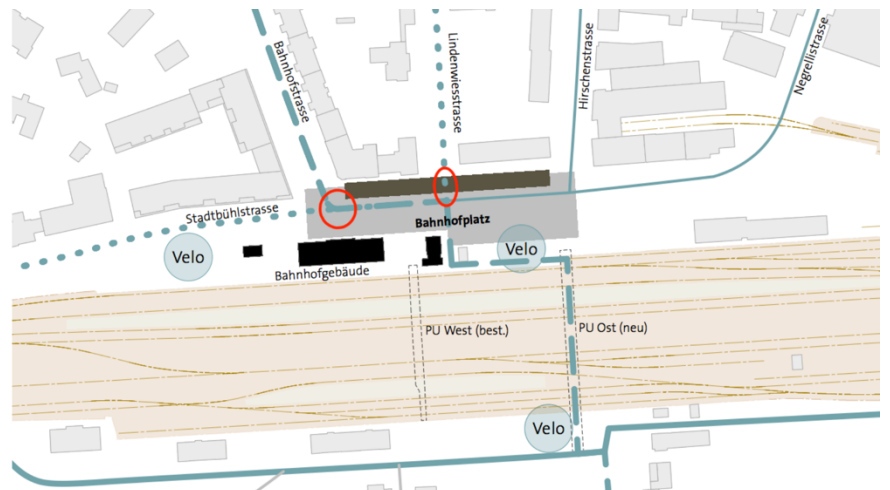 Bahnhofstrasse
Lindenwiesstrasse
Hirschenstrasse
Negrellistrasse
Stadtbühlstrasse
Bahnhofplatz
Velo
Velo
Bahnhofgebäude
PU West (best.)
PU Ost (neu)
Velo